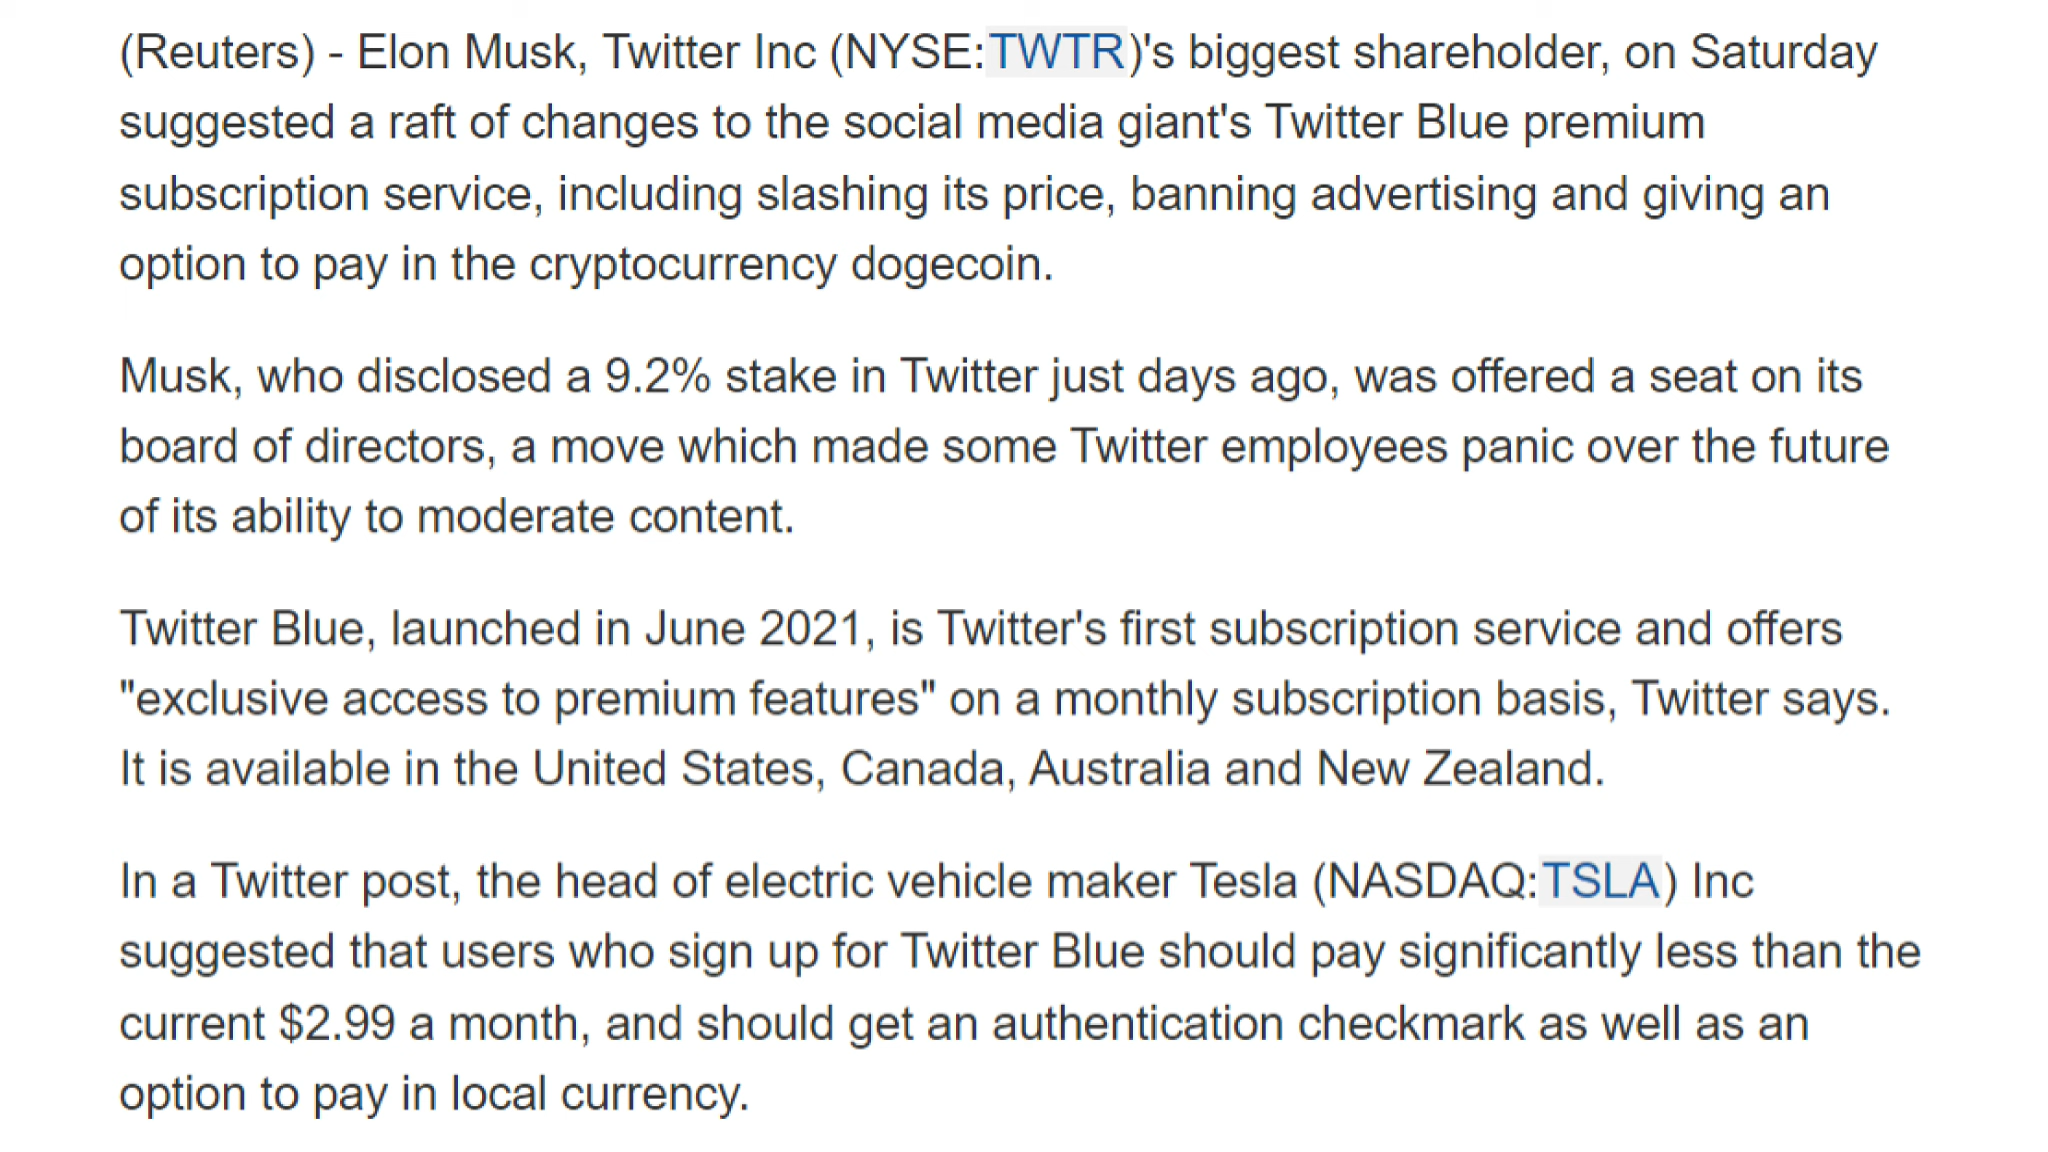 (Reuters) - Elon Musk, Twitter Inc (NYSE:TWTR)'s biggest shareholder, on Saturday
suggested a raft of changes to the social media giant's Twitter Blue premium
subscription service, including slashing its price, banning advertising and giving an
option to pay in the cryptocurrency dogecoin.
Musk, who disclosed a 9.2% stake in Twitter just days ago, was offered a seat on its
board of directors, a move which made some Twitter employees panic over the future
of its ability to moderate content.
Twitter Blue, launched in June 2021, is Twitter's first subscription service and offers
"exclusive access to premium features" on a monthly subscription basis, Twitter says.
It is available in the United States, Canada, Australia and New Zealand.
In a Twitter post, the head of electric vehicle maker Tesla (NASDAQ:TSLA) Inc
suggested that users who sign up for Twitter Blue should pay significantly less than the
current $2.99 a month, and should get an authentication checkmark as well as an
option to pay in local currency.